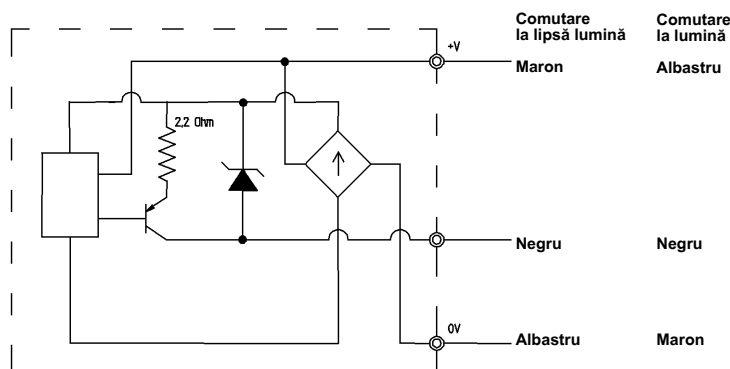 Comutare
la lipsă lumină
Comutare
la lumină
+V
Maron
Albastru
2,2 Ohm
Negru
Negru
0V
Albastru
Maron